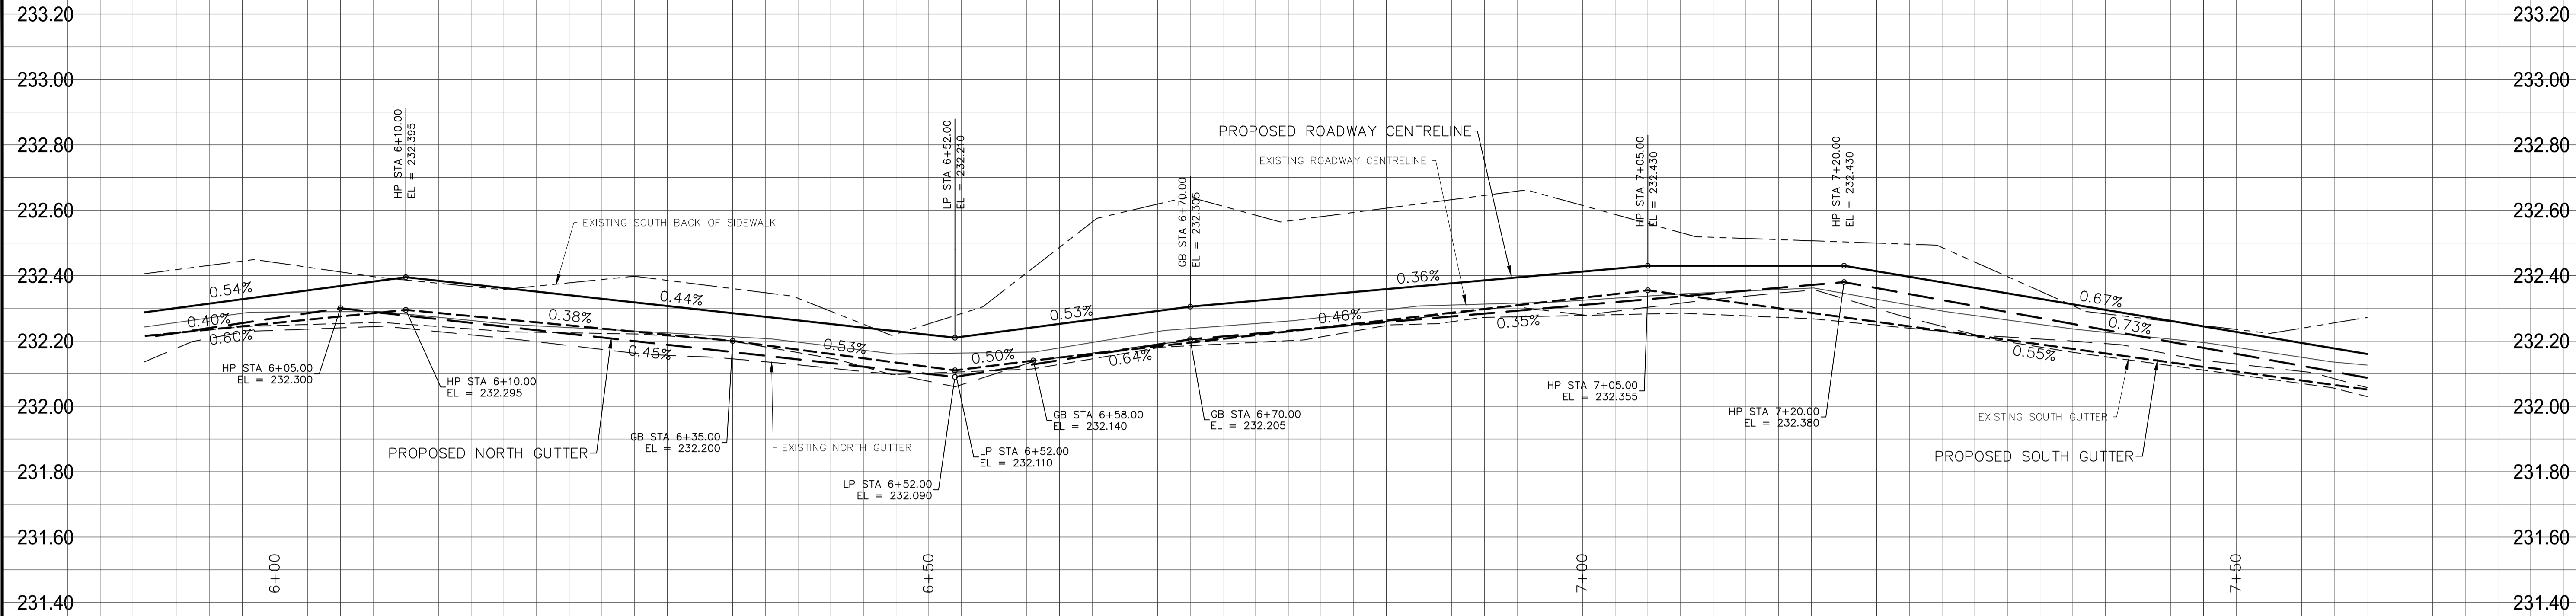 233.20
233.20
233.00
233.00
232.80
232.80
232.60
232.60
232.40
232.40
232.20
232.20
232.00
232.00
231.80
231.80
231.60
231.60
231.40
231.40
HP STA 6+10.00
EL = 232.395
LP STA 6+52.00
EL = 232.210
GB STA 6+70.00
EL = 232.305
HP STA 7+05.00
EL = 232.430
HP STA 7+20.00
EL = 232.430
PROPOSED ROADWAY CENTRELINE
EXISTING ROADWAY CENTRELINE
EXISTING SOUTH BACK OF SIDEWALK
0.54%
0.44%
0.53%
0.36%
0.67%
0.40%
0.60%
0.38%
0.45%
0.53%
0.50%
0.64%
0.46%
0.35%
0.73%
0.55%
HP STA 6+05.00
EL = 232.300
HP STA 6+10.00
EL = 232.295
PROPOSED NORTH GUTTER
GB STA 6+35.00
EL = 232.200
EXISTING NORTH GUTTER
LP STA 6+52.00
EL = 232.090
LP STA 6+52.00
EL = 232.110
GB STA 6+58.00
EL = 232.140
GB STA 6+70.00
EL = 232.205
HP STA 7+05.00
EL = 232.355
HP STA 7+20.00
EL = 232.380
EXISTING SOUTH GUTTER
PROPOSED SOUTH GUTTER
6+00
6+50
7+00
7+50